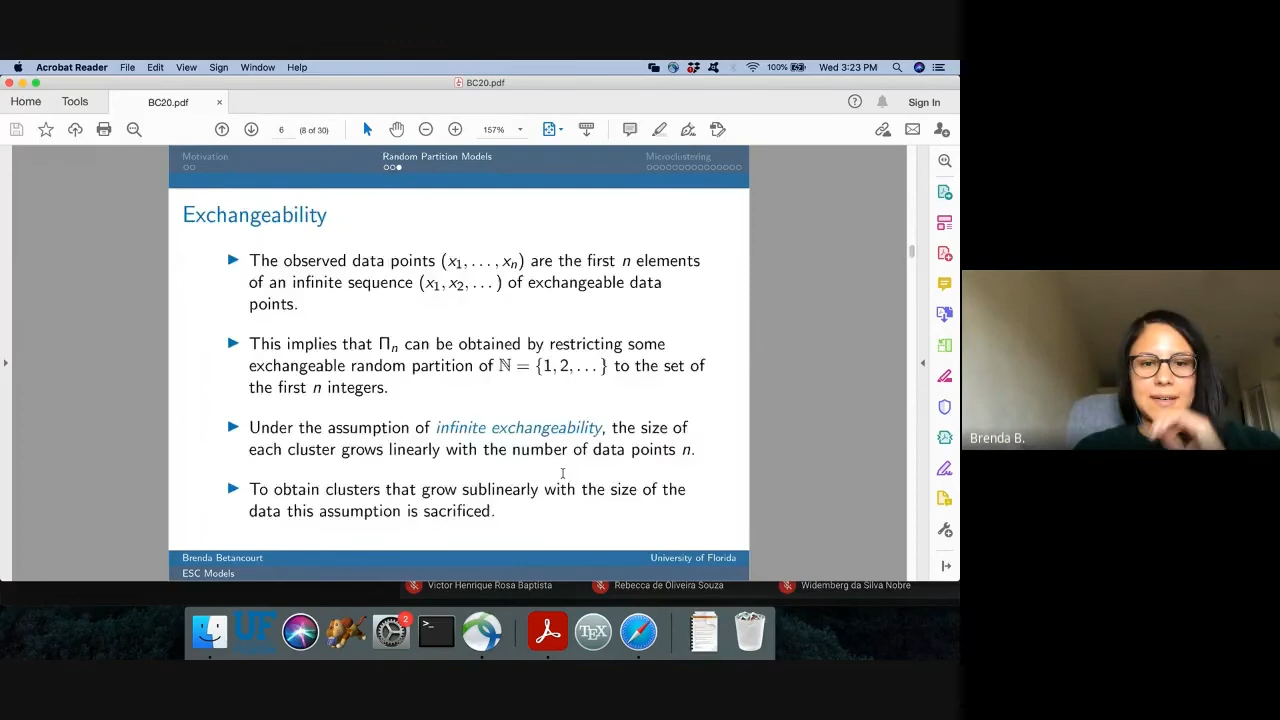 Acrobat Reader File Edit View Sign Window Help 100% Wed 3:23 PM
BC20.pdf
Home Tools BC20.pdf × Sign In
6 (8 of 30) 157%
Motivation Random Partition Models Microclustering
Exchangeability
The observed data points (x₁, . . . , xₙ) are the first n elements
of an infinite sequence (x₁, x₂, . . . ) of exchangeable data
points.
This implies that Πₙ can be obtained by restricting some
exchangeable random partition of ℕ = {1, 2, . . . } to the set of
the first n integers.
Under the assumption of infinite exchangeability, the size of
each cluster grows linearly with the number of data points n.
To obtain clusters that grow sublinearly with the size of the
data this assumption is sacrificed.
Brenda Betancourt University of Florida
ESC Models
Brenda B.
Victor Henrique Rosa Baptista Rebecca de Oliveira Souza Widemberg da Silva Nobre
UF 2 >_ TEX